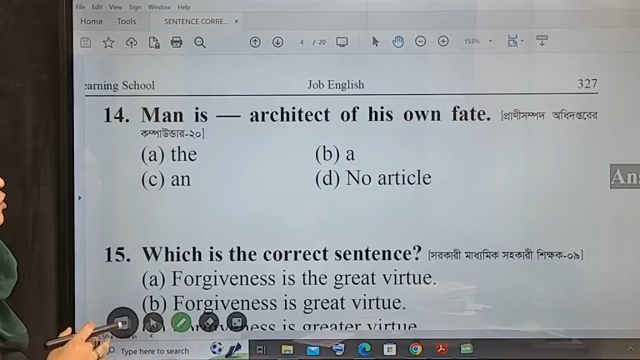 File Edit View Sign Window Help
Home Tools SENTENCE CORRE... ×
4 / 20 153%
earning School Job English 327
14. Man is — architect of his own fate. [প্রাণীসম্পদ অধিদপ্তরের
কম্পাউন্ডার-২০]
(a) the (b) a
(c) an (d) No article
An
15. Which is the correct sentence? [সরকারী মাধ্যমিক সহকারী শিক্ষক-০৯]
(a) Forgiveness is the great virtue.
(b) Forgiveness is great virtue.
is greater virtue
Type here to search